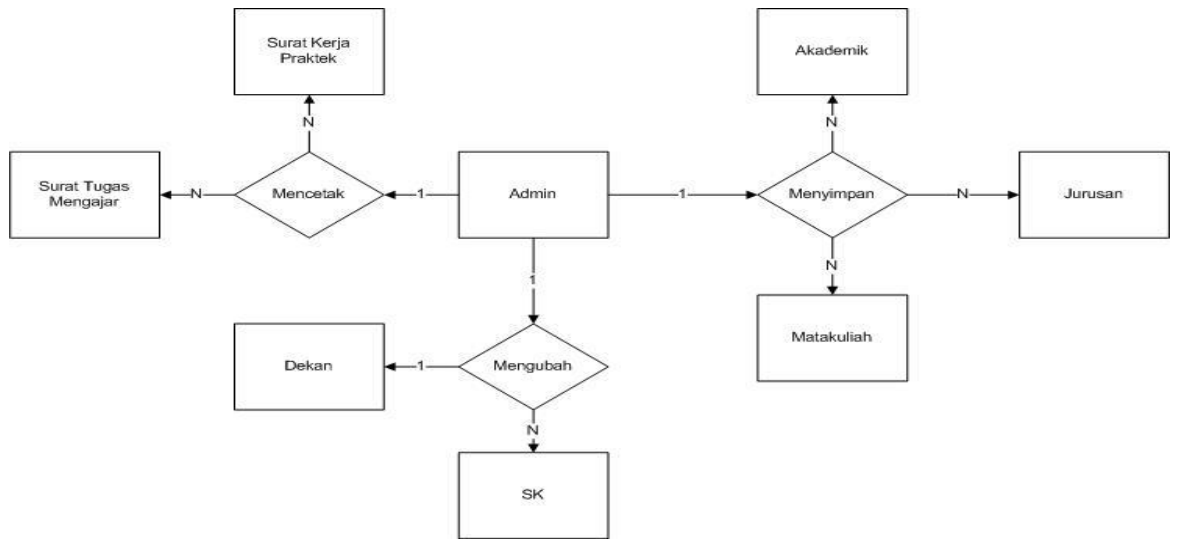 Surat Kerja
Praktek
Akademik
N
N
Surat Tugas
Mengajar
N
Mencetak
1
Admin
1
Menyimpan
N
Jurusan
1
N
Matakuliah
Dekan
1
Mengubah
N
SK